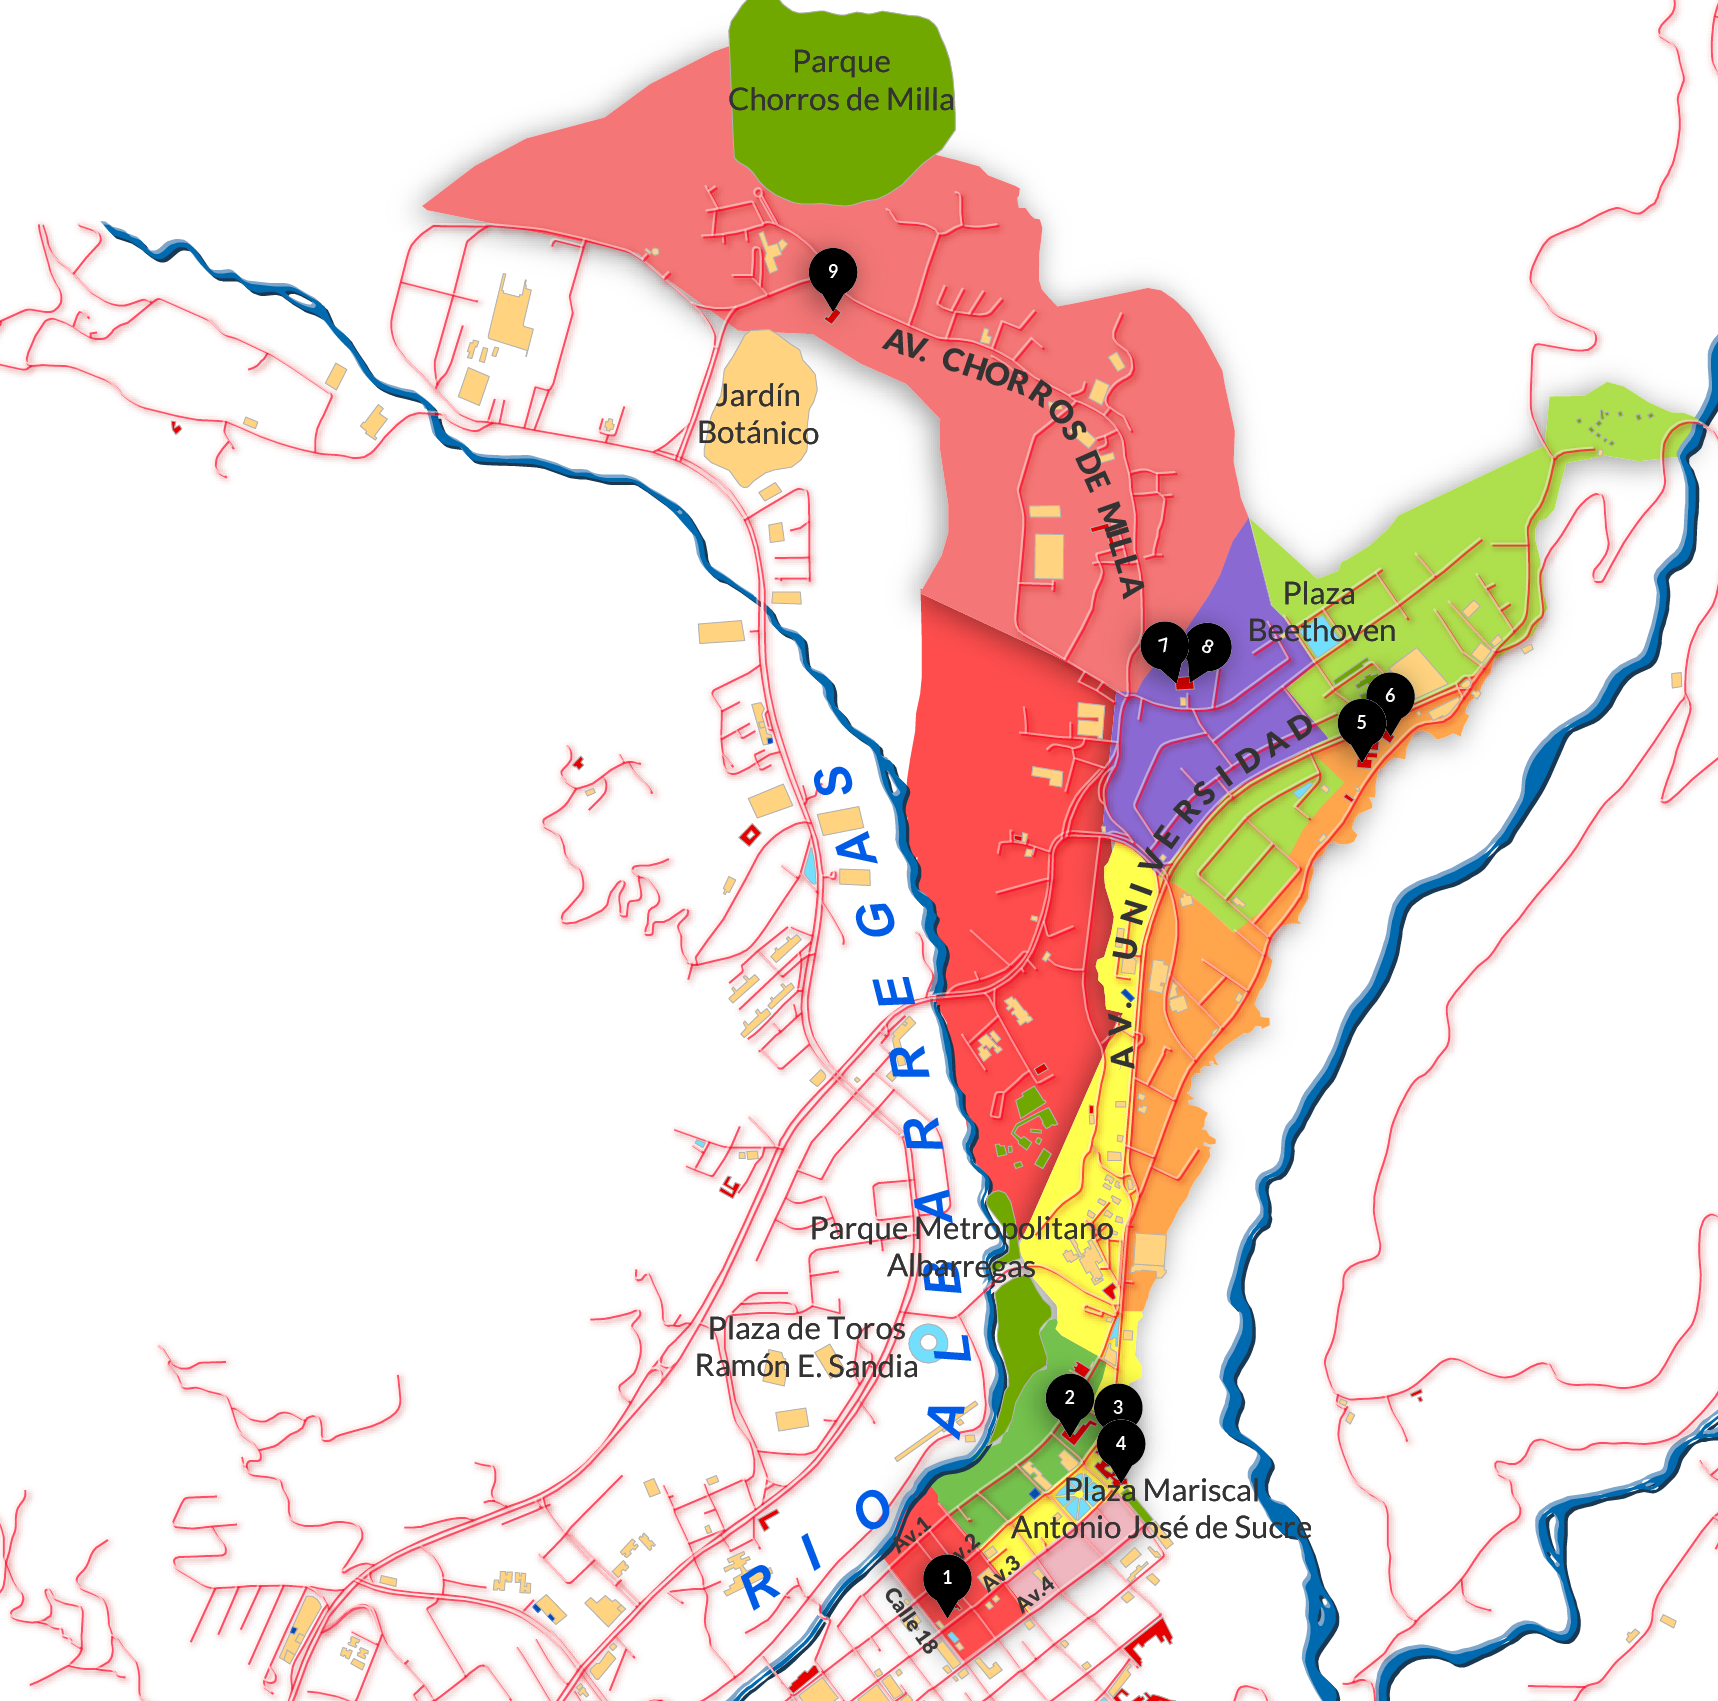 Parque
Chorros de Milla
9
AV. CHORROS DE MILLA
Jardín
Botánico
Plaza
Beethoven
7
8
6
5
AV. UNIVERSIDAD
RIO ALBARREGAS
Parque Metropolitano
Albarregas
Plaza de Toros
Ramón E. Sandia
2
3
4
Plaza Mariscal
Antonio José de Sucre
Av.1
Av.2
Av.3
Av.4
1
Calle 18